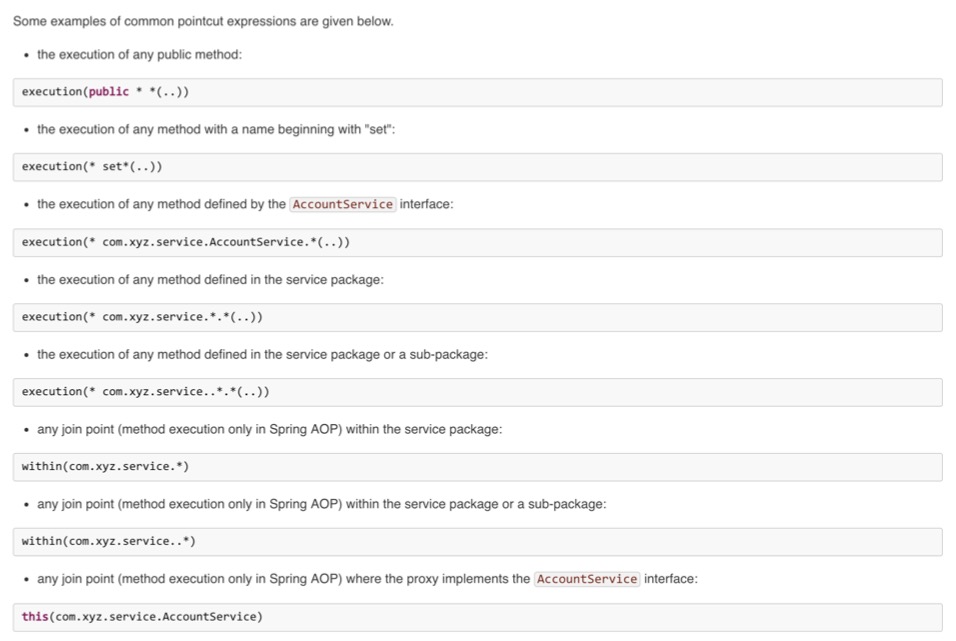 Some examples of common pointcut expressions are given below.
• the execution of any public method:
execution(public * *(..))
• the execution of any method with a name beginning with "set":
execution(* set*(..))
• the execution of any method defined by the AccountService interface:
execution(* com.xyz.service.AccountService.*(..))
• the execution of any method defined in the service package:
execution(* com.xyz.service.*.*(..))
• the execution of any method defined in the service package or a sub-package:
execution(* com.xyz.service..*.*(..))
• any join point (method execution only in Spring AOP) within the service package:
within(com.xyz.service.*)
• any join point (method execution only in Spring AOP) within the service package or a sub-package:
within(com.xyz.service..*)
• any join point (method execution only in Spring AOP) where the proxy implements the AccountService interface:
this(com.xyz.service.AccountService)